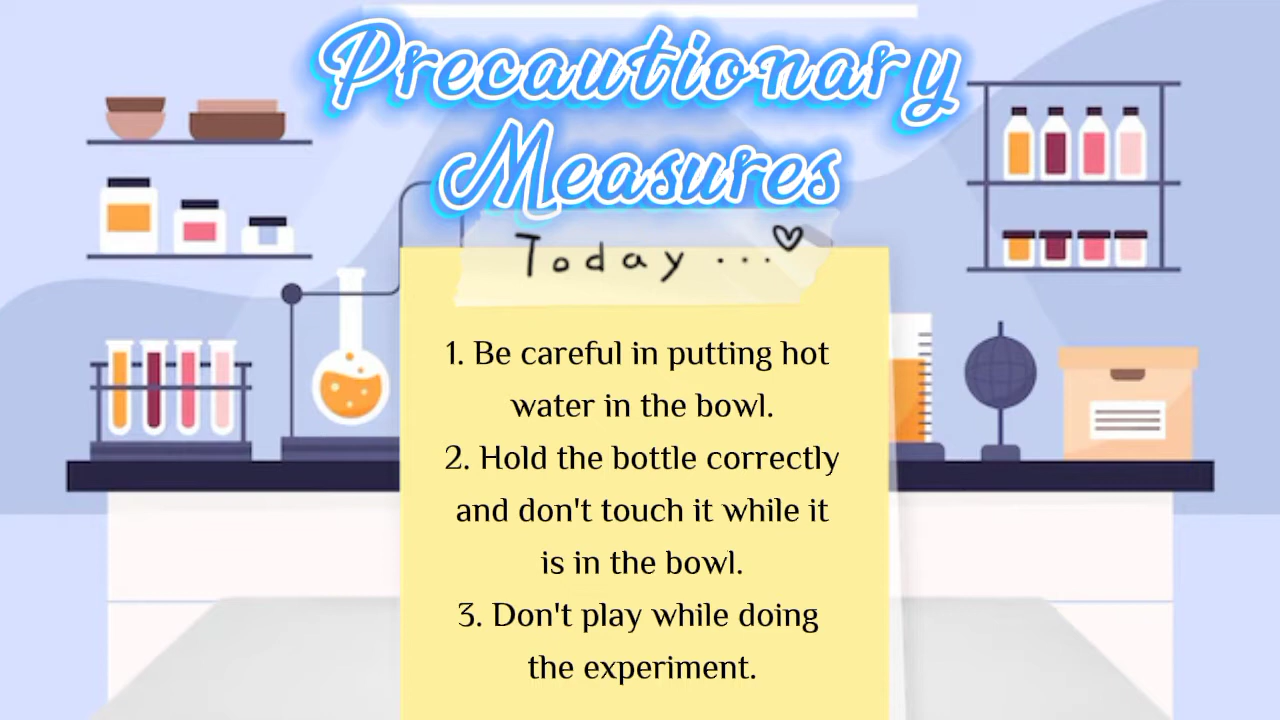 Precautionary
Measures
Today ...
1. Be careful in putting hot
water in the bowl.
2. Hold the bottle correctly
and don't touch it while it
is in the bowl.
3. Don't play while doing
the experiment.